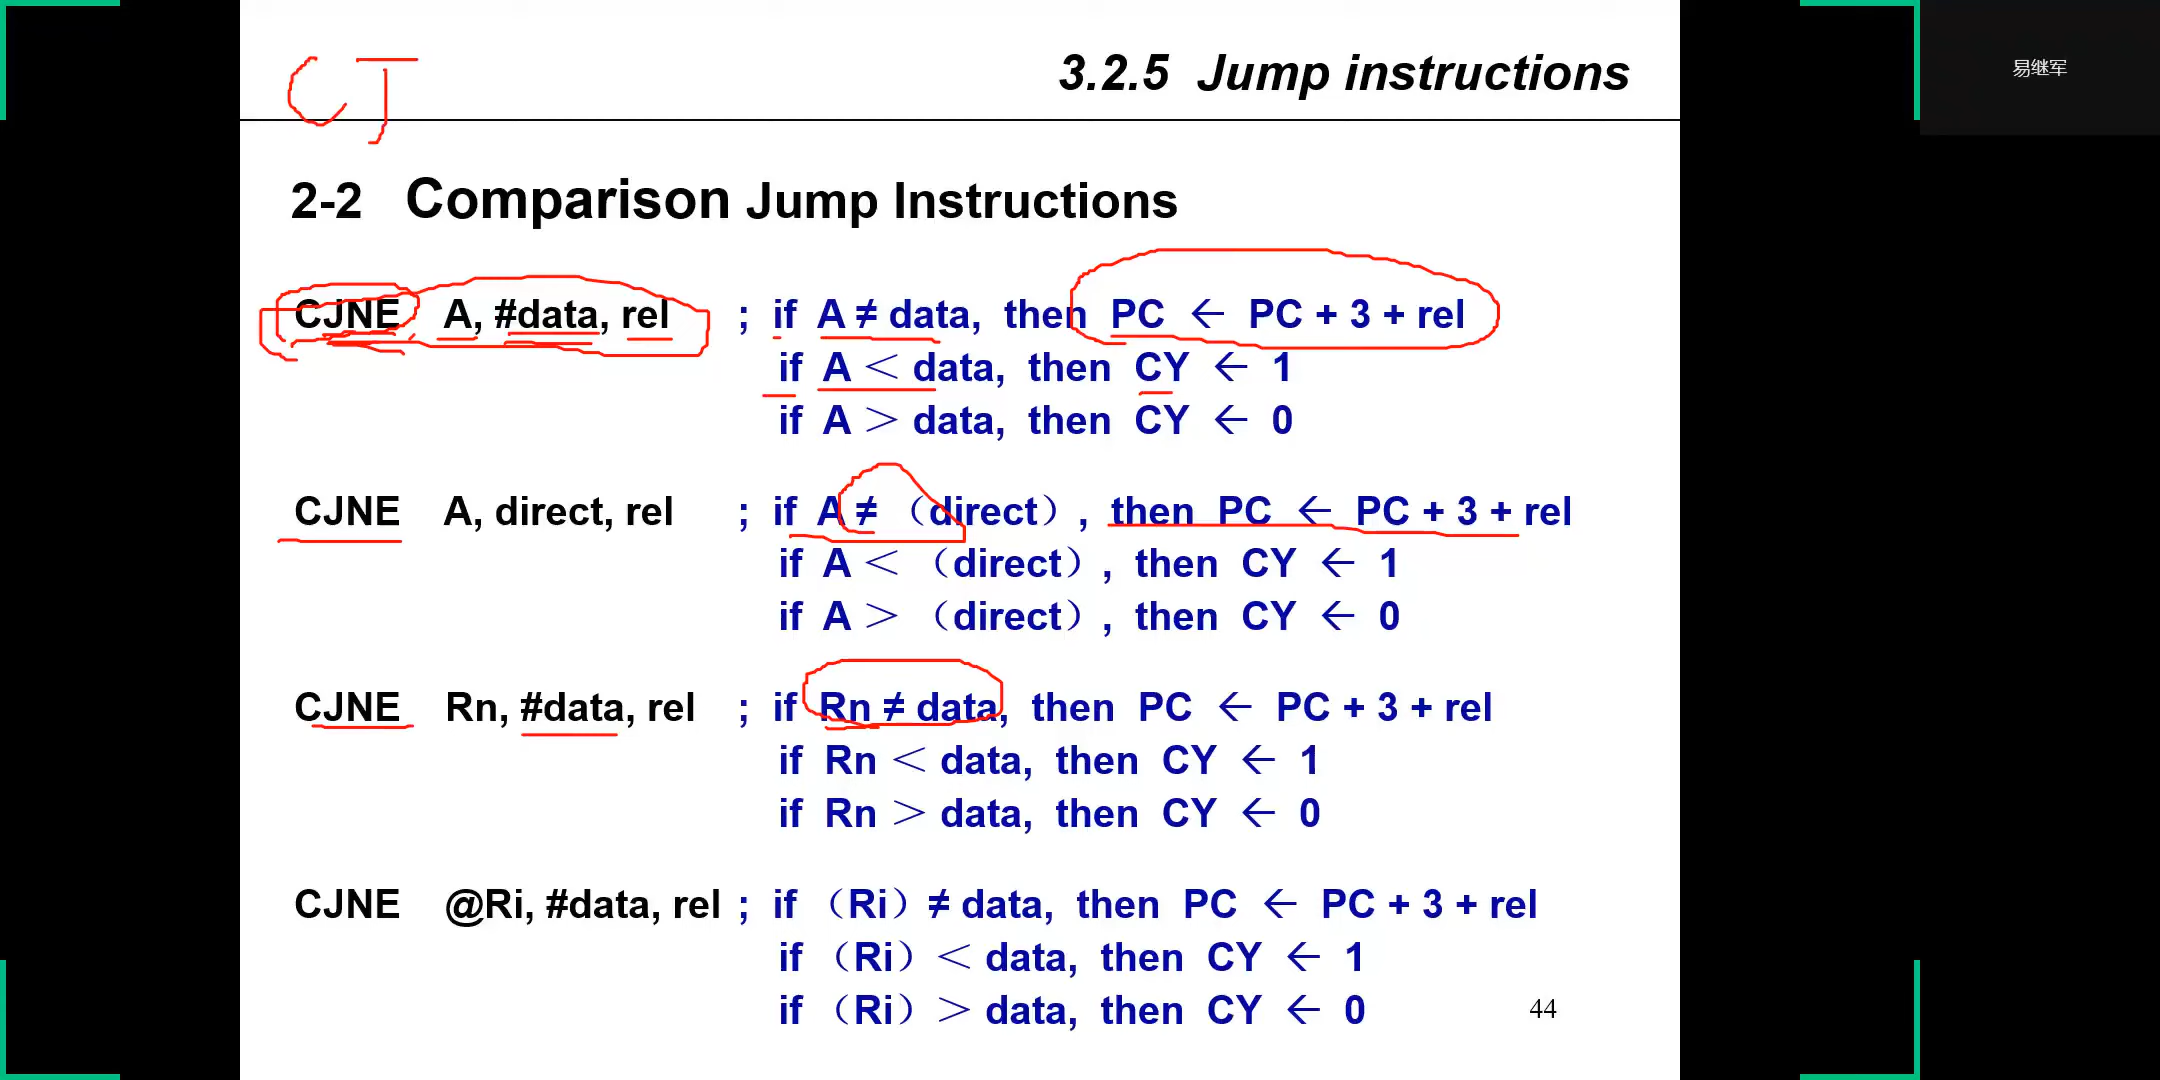 CJ
3.2.5 Jump instructions
易继军
2-2 Comparison Jump Instructions
CJNE A, #data, rel ; if A ≠ data, then PC ← PC + 3 + rel
if A < data, then CY ← 1
if A > data, then CY ← 0
CJNE A, direct, rel ; if A ≠ （direct）, then PC ← PC + 3 + rel
if A < （direct）, then CY ← 1
if A > （direct）, then CY ← 0
CJNE Rn, #data, rel ; if Rn ≠ data, then PC ← PC + 3 + rel
if Rn < data, then CY ← 1
if Rn > data, then CY ← 0
CJNE @Ri, #data, rel ; if （Ri）≠ data, then PC ← PC + 3 + rel
if （Ri）< data, then CY ← 1
if （Ri）> data, then CY ← 0
44